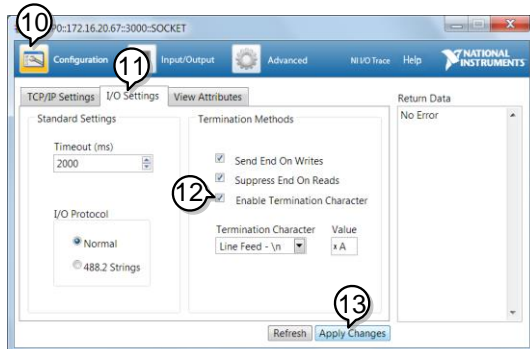 10
0::172.16.20.67::3000::SOCKET
Configuration
11
Input/Output
Advanced
NI I/O Trace
Help
NATIONAL
INSTRUMENTS
TCP/IP Settings
I/O Settings
View Attributes
Return Data
Standard Settings
Termination Methods
No Error
Timeout (ms)
2000
Send End On Writes
Suppress End On Reads
12
Enable Termination Character
I/O Protocol
Termination Character
Value
Normal
Line Feed - \n
x A
488.2 Strings
13
Refresh
Apply Changes